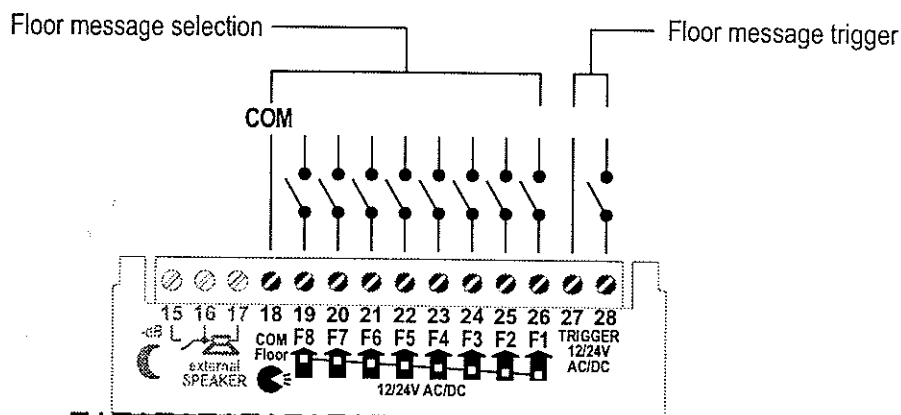 Floor message selection
Floor message trigger
COM
15 16 17 18 19 20 21 22 23 24 25 26 27 28
-dB
COM F8 F7 F6 F5 F4 F3 F2 F1 TRIGGER
Floor
12/24V
AC/DC
external
SPEAKER
12/24V AC/DC